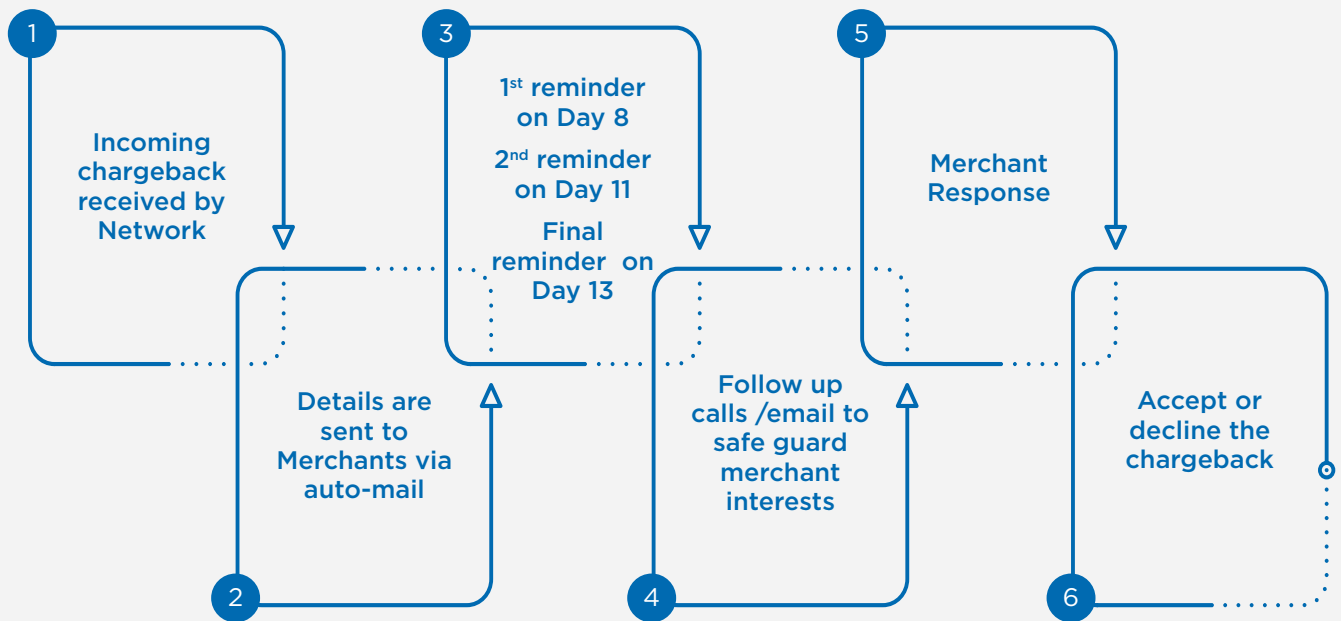 1
Incoming
chargeback
received by
Network
2
Details are
sent to
Merchants via
auto-mail
3
1st reminder
on Day 8
2nd reminder
on Day 11
Final
reminder on
Day 13
4
Follow up
calls /email to
safe guard
merchant
interests
5
Merchant
Response
6
Accept or
decline the
chargeback